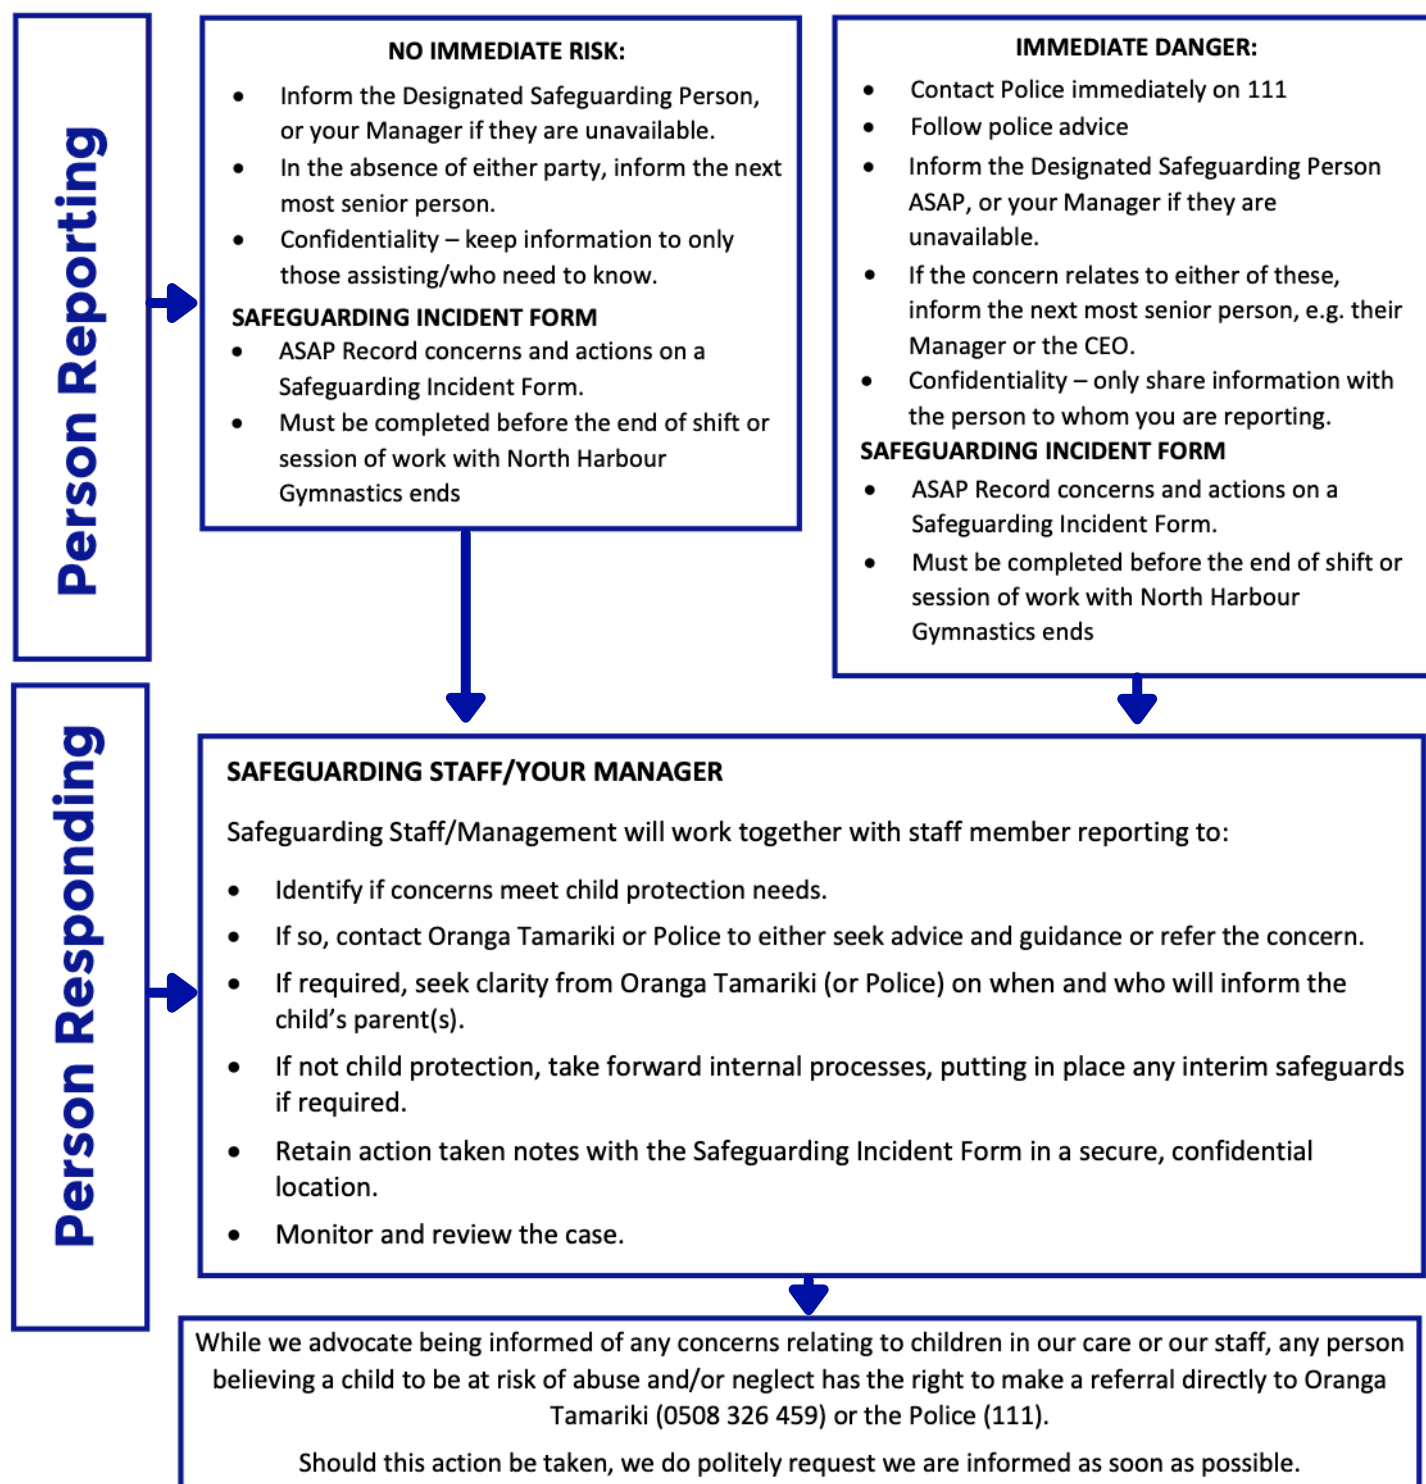 Person Reporting
NO IMMEDIATE RISK:
• Inform the Designated Safeguarding Person,
or your Manager if they are unavailable.
• In the absence of either party, inform the next
most senior person.
• Confidentiality – keep information to only
those assisting/who need to know.
SAFEGUARDING INCIDENT FORM
• ASAP Record concerns and actions on a
Safeguarding Incident Form.
• Must be completed before the end of shift or
session of work with North Harbour
Gymnastics ends
IMMEDIATE DANGER:
• Contact Police immediately on 111
• Follow police advice
• Inform the Designated Safeguarding Person
ASAP, or your Manager if they are
unavailable.
• If the concern relates to either of these,
inform the next most senior person, e.g. their
Manager or the CEO.
• Confidentiality – only share information with
the person to whom you are reporting.
SAFEGUARDING INCIDENT FORM
• ASAP Record concerns and actions on a
Safeguarding Incident Form.
• Must be completed before the end of shift or
session of work with North Harbour
Gymnastics ends
Person Responding
SAFEGUARDING STAFF/YOUR MANAGER
Safeguarding Staff/Management will work together with staff member reporting to:
• Identify if concerns meet child protection needs.
• If so, contact Oranga Tamariki or Police to either seek advice and guidance or refer the concern.
• If required, seek clarity from Oranga Tamariki (or Police) on when and who will inform the
child’s parent(s).
• If not child protection, take forward internal processes, putting in place any interim safeguards
if required.
• Retain action taken notes with the Safeguarding Incident Form in a secure, confidential
location.
• Monitor and review the case.
While we advocate being informed of any concerns relating to children in our care or our staff, any person
believing a child to be at risk of abuse and/or neglect has the right to make a referral directly to Oranga
Tamariki (0508 326 459) or the Police (111).
Should this action be taken, we do politely request we are informed as soon as possible.